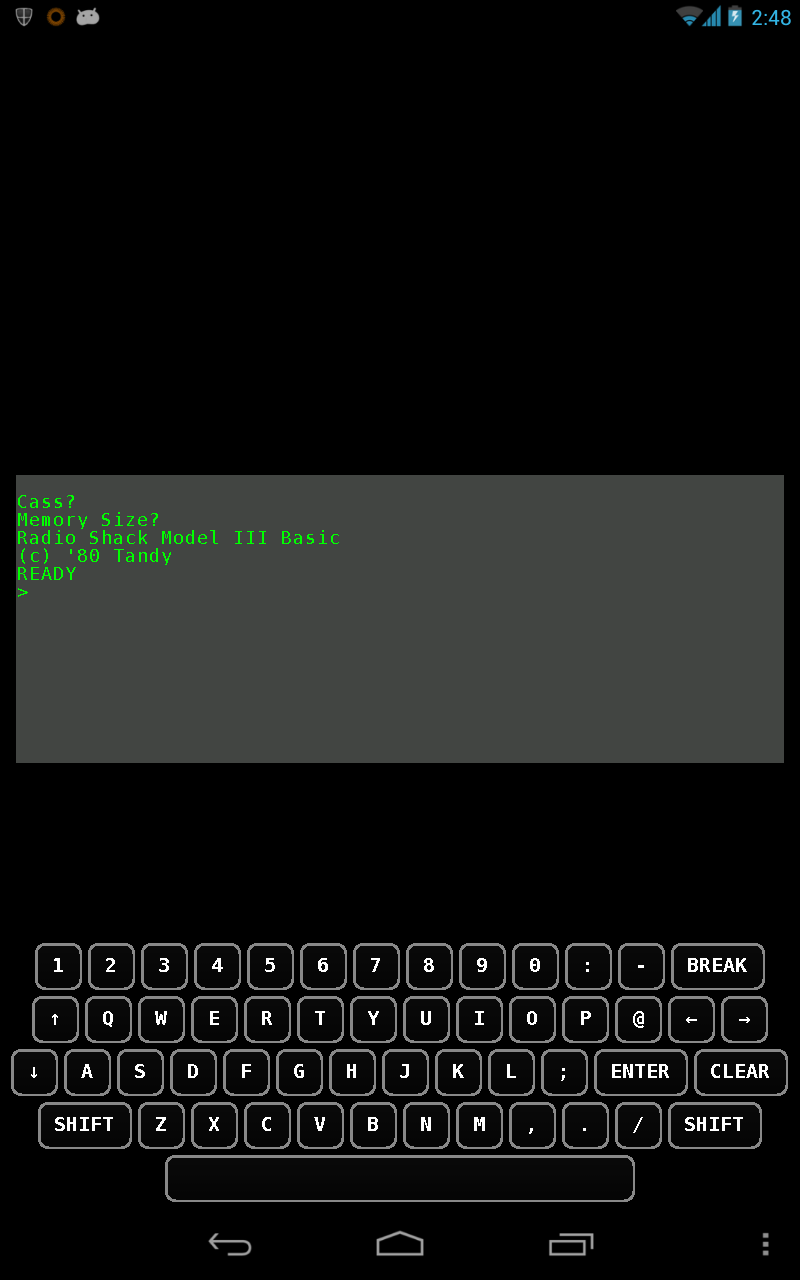 2:48
Cass?
Memory Size?
Radio Shack Model III Basic
(c) '80 Tandy
READY
>
1 2 3 4 5 6 7 8 9 0 : - BREAK
↑ Q W E R T Y U I O P @ ← →
↓ A S D F G H J K L ; ENTER CLEAR
SHIFT Z X C V B N M , . / SHIFT